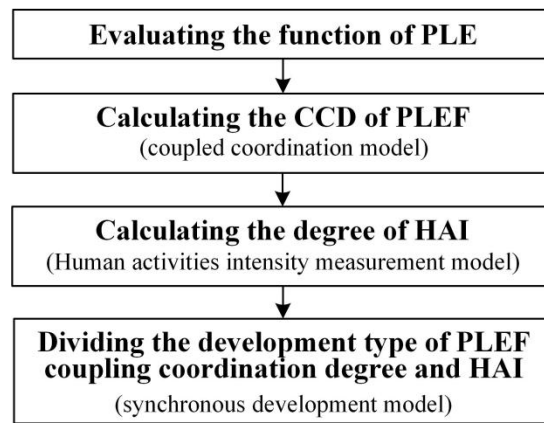 Evaluating the function of PLE
Calculating the CCD of PLEF
(coupled coordination model)
Calculating the degree of HAI
(Human activities intensity measurement model)
Dividing the development type of PLEF
coupling coordination degree and HAI
(synchronous development model)